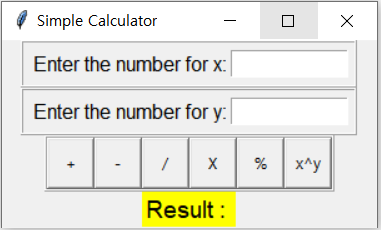 Simple Calculator
Enter the number for x:
Enter the number for y:
+ - / X % x^y
Result :